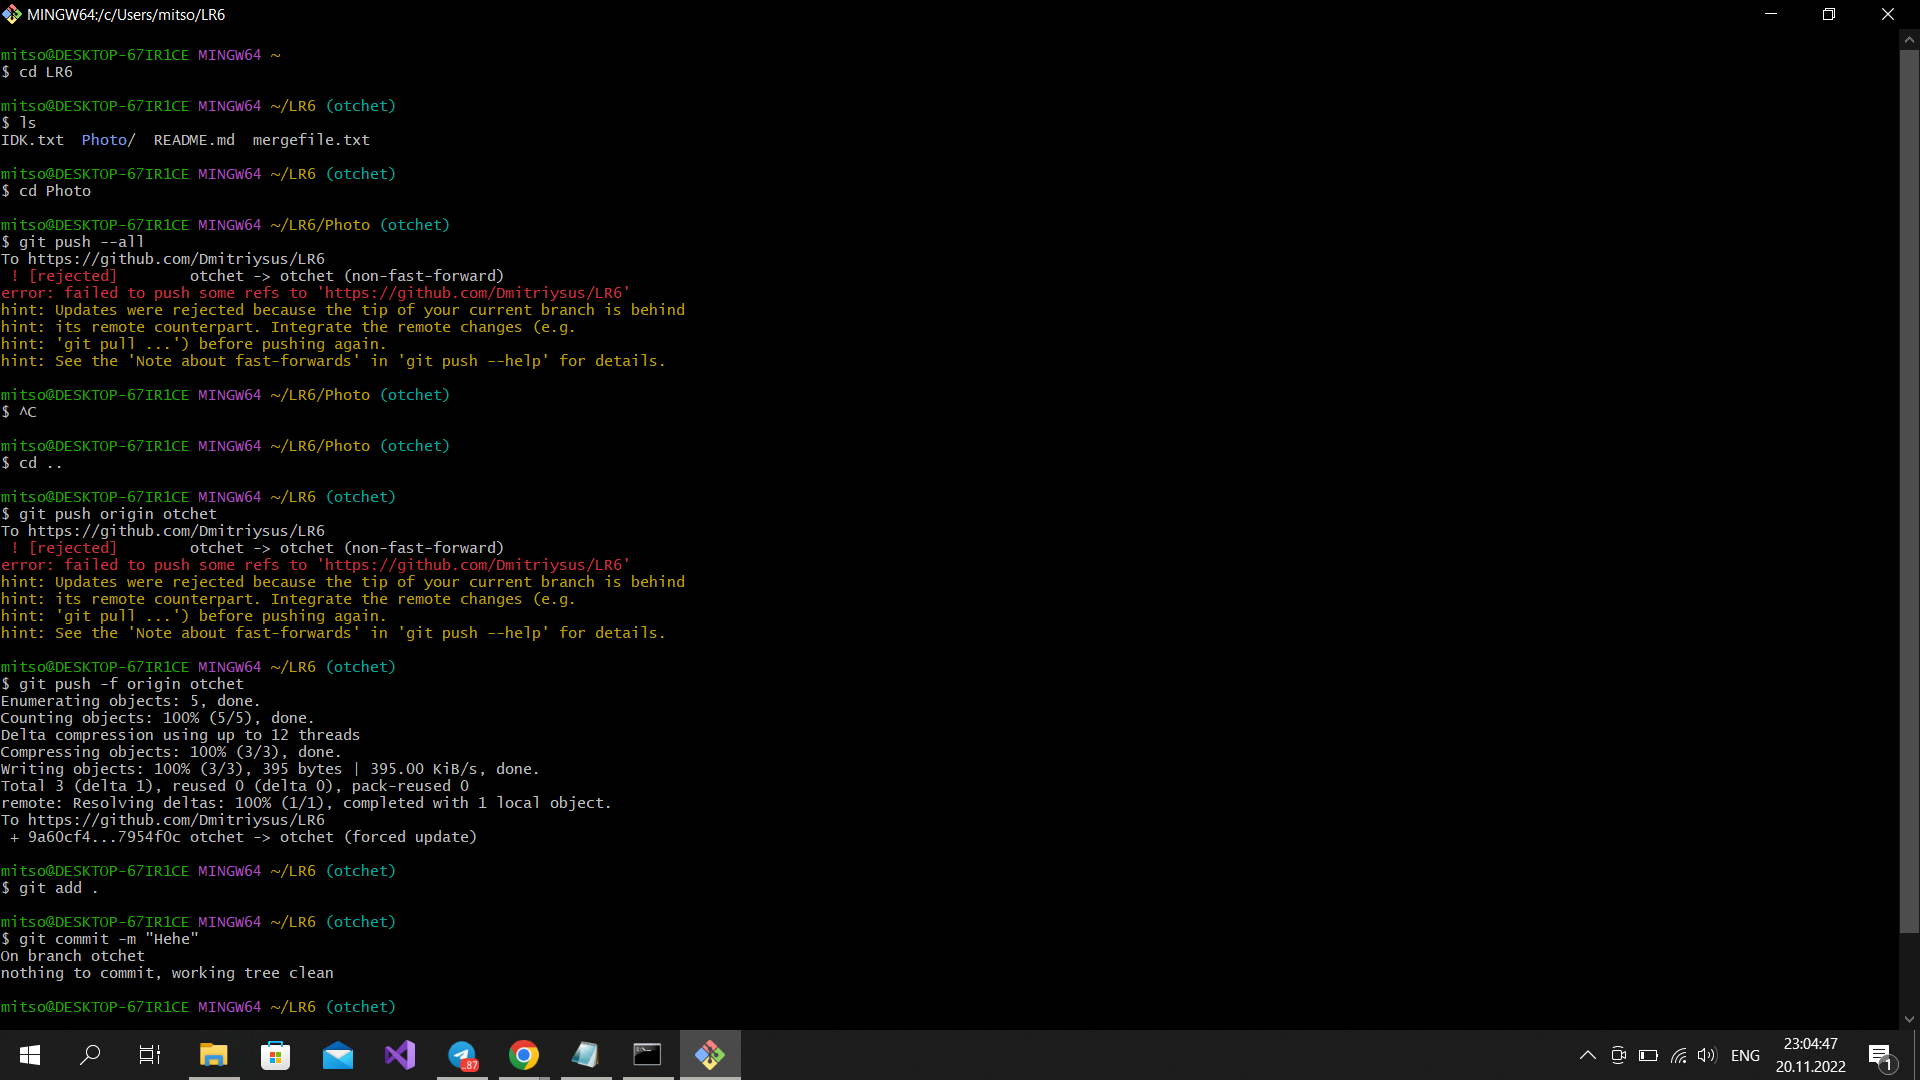 MINGW64:/c/Users/mitso/LR6
mitso@DESKTOP-67IR1CE MINGW64 ~
$ cd LR6
mitso@DESKTOP-67IR1CE MINGW64 ~/LR6 (otchet)
$ ls
IDK.txt  Photo/  README.md  mergefile.txt
mitso@DESKTOP-67IR1CE MINGW64 ~/LR6 (otchet)
$ cd Photo
mitso@DESKTOP-67IR1CE MINGW64 ~/LR6/Photo (otchet)
$ git push --all
To https://github.com/Dmitriysus/LR6
 ! [rejected]        otchet -> otchet (non-fast-forward)
error: failed to push some refs to 'https://github.com/Dmitriysus/LR6'
hint: Updates were rejected because the tip of your current branch is behind
hint: its remote counterpart. Integrate the remote changes (e.g.
hint: 'git pull ...') before pushing again.
hint: See the 'Note about fast-forwards' in 'git push --help' for details.
mitso@DESKTOP-67IR1CE MINGW64 ~/LR6/Photo (otchet)
$ ^C
mitso@DESKTOP-67IR1CE MINGW64 ~/LR6/Photo (otchet)
$ cd ..
mitso@DESKTOP-67IR1CE MINGW64 ~/LR6 (otchet)
$ git push origin otchet
To https://github.com/Dmitriysus/LR6
 ! [rejected]        otchet -> otchet (non-fast-forward)
error: failed to push some refs to 'https://github.com/Dmitriysus/LR6'
hint: Updates were rejected because the tip of your current branch is behind
hint: its remote counterpart. Integrate the remote changes (e.g.
hint: 'git pull ...') before pushing again.
hint: See the 'Note about fast-forwards' in 'git push --help' for details.
mitso@DESKTOP-67IR1CE MINGW64 ~/LR6 (otchet)
$ git push -f origin otchet
Enumerating objects: 5, done.
Counting objects: 100% (5/5), done.
Delta compression using up to 12 threads
Compressing objects: 100% (3/3), done.
Writing objects: 100% (3/3), 395 bytes | 395.00 KiB/s, done.
Total 3 (delta 1), reused 0 (delta 0), pack-reused 0
remote: Resolving deltas: 100% (1/1), completed with 1 local object.
To https://github.com/Dmitriysus/LR6
 + 9a60cf4...7954f0c otchet -> otchet (forced update)
mitso@DESKTOP-67IR1CE MINGW64 ~/LR6 (otchet)
$ git add .
mitso@DESKTOP-67IR1CE MINGW64 ~/LR6 (otchet)
$ git commit -m "Hehe"
On branch otchet
nothing to commit, working tree clean
mitso@DESKTOP-67IR1CE MINGW64 ~/LR6 (otchet)
..87
ENG
23:04:47
20.11.2022
1